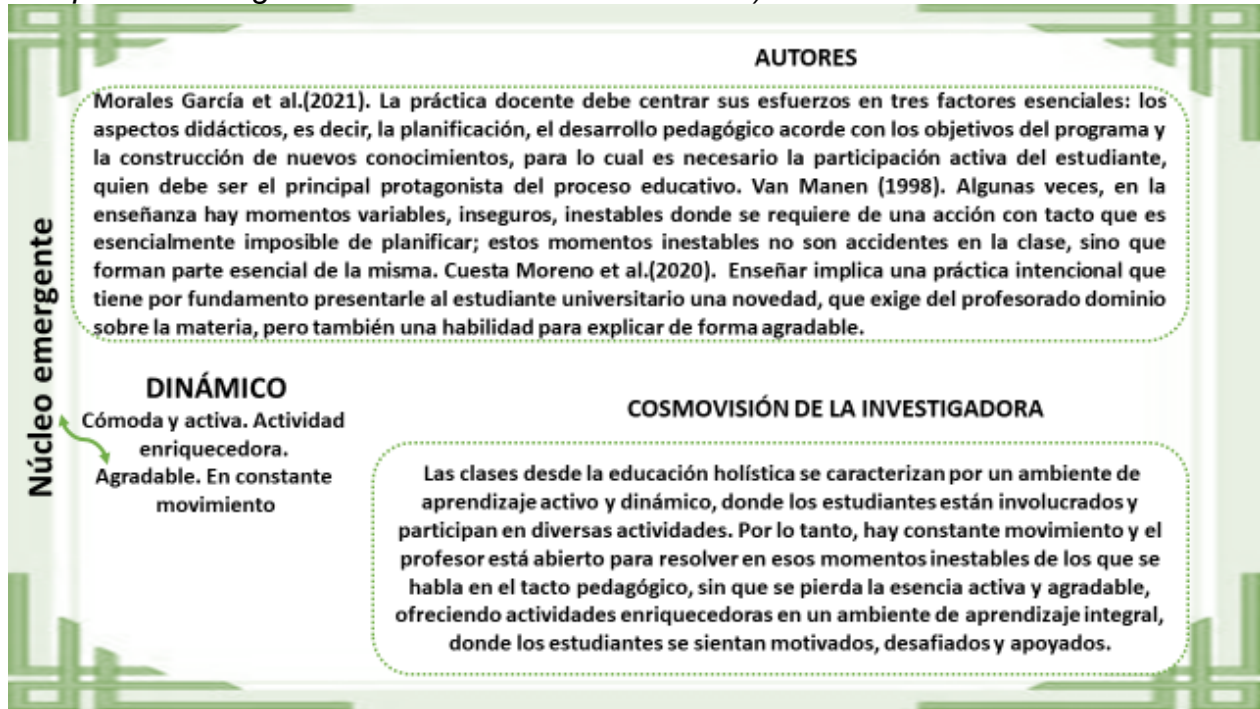 AUTORES
Morales García et al.(2021). La práctica docente debe centrar sus esfuerzos en tres factores esenciales: los
aspectos didácticos, es decir, la planificación, el desarrollo pedagógico acorde con los objetivos del programa y
la construcción de nuevos conocimientos, para lo cual es necesario la participación activa del estudiante,
quien debe ser el principal protagonista del proceso educativo. Van Manen (1998). Algunas veces, en la
enseñanza hay momentos variables, inseguros, inestables donde se requiere de una acción con tacto que es
esencialmente imposible de planificar; estos momentos inestables no son accidentes en la clase, sino que
forman parte esencial de la misma. Cuesta Moreno et al.(2020). Enseñar implica una práctica intencional que
tiene por fundamento presentarle al estudiante universitario una novedad, que exige del profesorado dominio
sobre la materia, pero también una habilidad para explicar de forma agradable.
Núcleo emergente
DINÁMICO
Cómoda y activa. Actividad
enriquecedora.
Agradable. En constante
movimiento
COSMOVISIÓN DE LA INVESTIGADORA
Las clases desde la educación holística se caracterizan por un ambiente de
aprendizaje activo y dinámico, donde los estudiantes están involucrados y
participan en diversas actividades. Por lo tanto, hay constante movimiento y el
profesor está abierto para resolver en esos momentos inestables de los que se
habla en el tacto pedagógico, sin que se pierda la esencia activa y agradable,
ofreciendo actividades enriquecedoras en un ambiente de aprendizaje integral,
donde los estudiantes se sientan motivados, desafiados y apoyados.